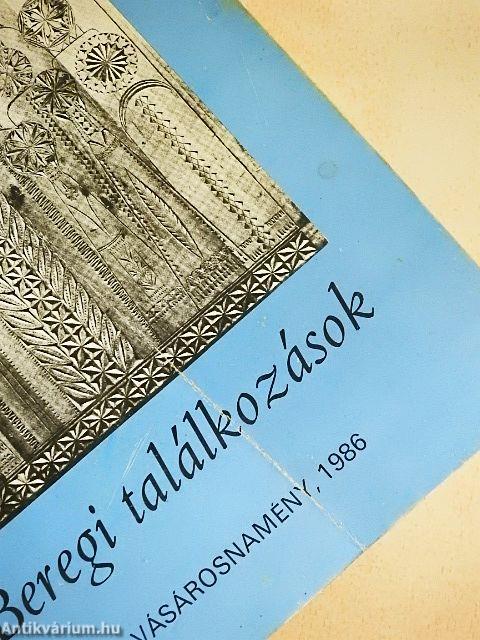 Beregi találkozások
VÁSÁROSNAMÉNY, 1986
Antikvárium.hu